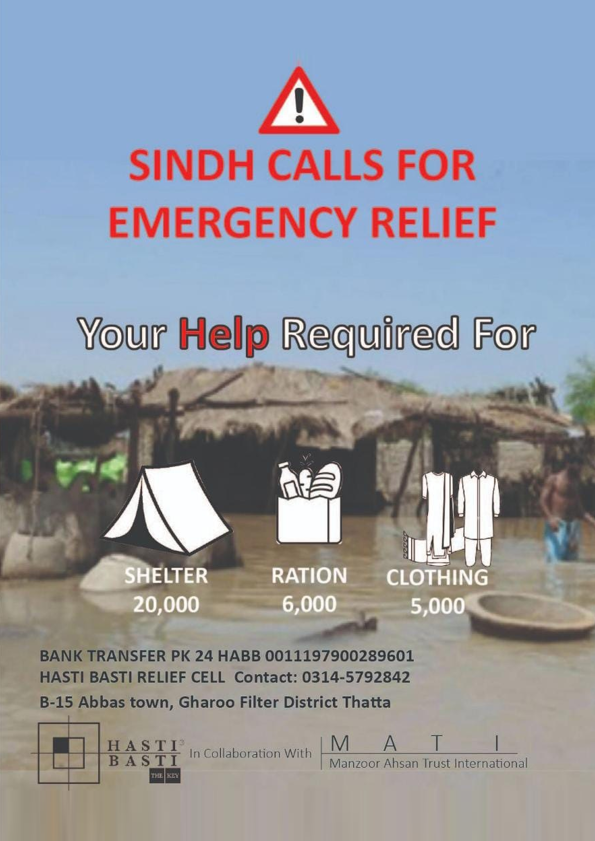 SINDH CALLS FOR
EMERGENCY RELIEF
Your Help Required For
SHELTER RATION CLOTHING
20,000 6,000 5,000
BANK TRANSFER PK 24 HABB 0011197900289601
HASTI BASTI RELIEF CELL Contact: 0314-5792842
B-15 Abbas town, Gharoo Filter District Thatta
HASTI
BASTI
THE KEY
In Collaboration With
M A T I
Manzoor Ahsan Trust International